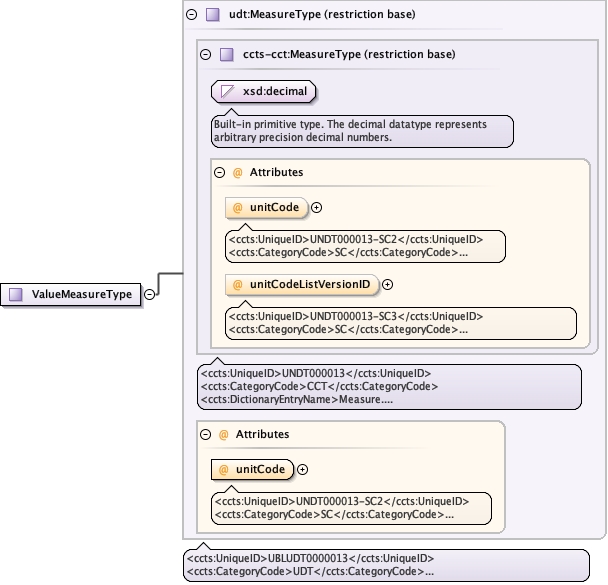 udt:MeasureType (restriction base)
ccts-cct:MeasureType (restriction base)
xsd:decimal
Built-in primitive type. The decimal datatype represents
arbitrary precision decimal numbers.
@ Attributes
@ unitCode
<ccts:UniqueID>UNDT000013-SC2</ccts:UniqueID>
<ccts:CategoryCode>SC</ccts:CategoryCode>...
@ unitCodeListVersionID
<ccts:UniqueID>UNDT000013-SC3</ccts:UniqueID>
<ccts:CategoryCode>SC</ccts:CategoryCode>...
ValueMeasureType
<ccts:UniqueID>UNDT000013</ccts:UniqueID>
<ccts:CategoryCode>CCT</ccts:CategoryCode>
<ccts:DictionaryEntryName>Measure....
@ Attributes
@ unitCode
<ccts:UniqueID>UNDT000013-SC2</ccts:UniqueID>
<ccts:CategoryCode>SC</ccts:CategoryCode>...
<ccts:UniqueID>UBLUDT0000013</ccts:UniqueID>
<ccts:CategoryCode>UDT</ccts:CategoryCode>...